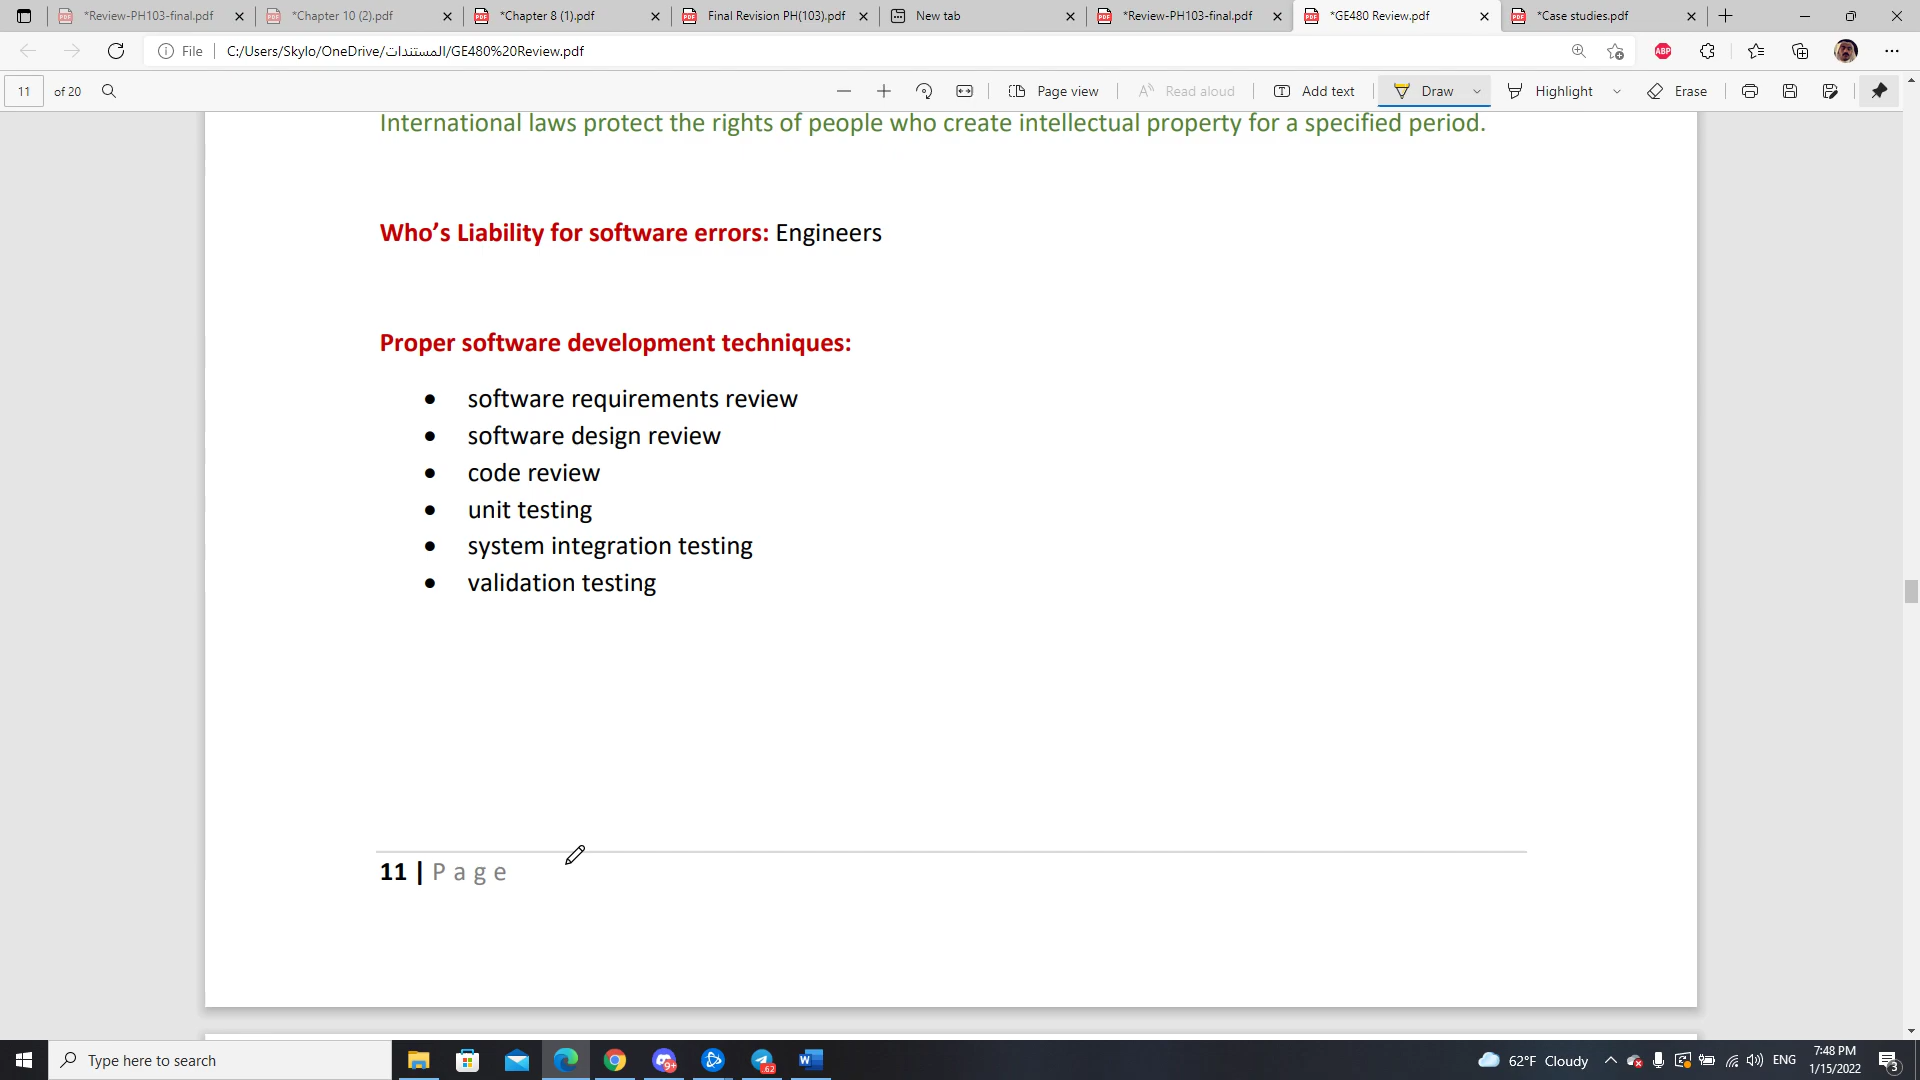 *Review-PH103-final.pdf
*Chapter 10 (2).pdf
*Chapter 8 (1).pdf
Final Revision PH(103).pdf
New tab
*Review-PH103-final.pdf
*GE480 Review.pdf
*Case studies.pdf
File
C:/Users/Skylo/OneDrive/المستندات/GE480%20Review.pdf
ABP
11 of 20
Page view
Read aloud
Add text
Draw
Highlight
Erase
International laws protect the rights of people who create intellectual property for a specified period.
Who’s Liability for software errors: Engineers
Proper software development techniques:
• software requirements review
• software design review
• code review
• unit testing
• system integration testing
• validation testing
11 | P a g e
Type here to search
9+
62
62°F Cloudy
ENG
7:48 PM
1/15/2022
3